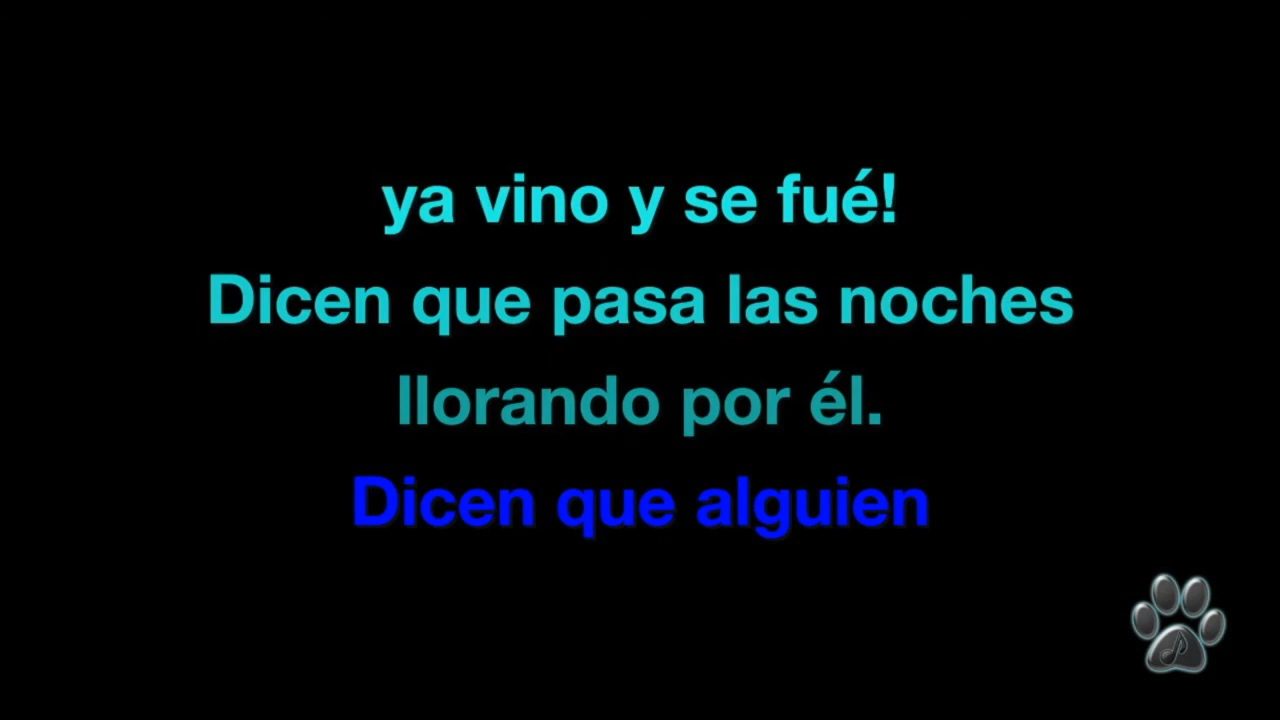 ya vino y se fué!
Dicen que pasa las noches
llorando por él.
Dicen que alguien